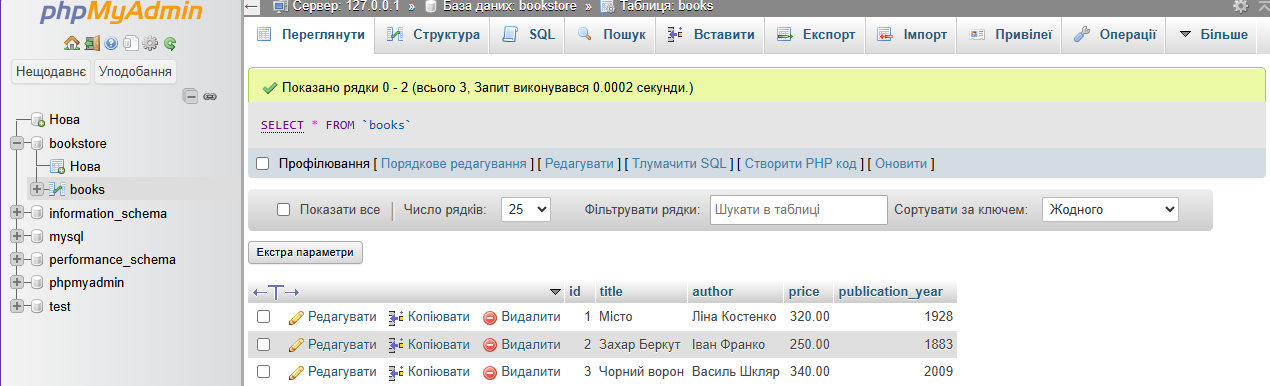 phpMyAdmin
Нещодавнє Уподобання
Нова
bookstore
Нова
books
information_schema
mysql
performance_schema
phpmyadmin
test
Сервер: 127.0.0.1 » База даних: bookstore » Таблиця: books
Переглянути Структура SQL Пошук Вставити Експорт Імпорт Привілеї Операції Більше
Показано рядки 0 - 2 (всього 3, Запит виконувався 0.0002 секунди.)
SELECT * FROM `books`
Профілювання [ Порядкове редагування ] [ Редагувати ] [ Тлумачити SQL ] [ Створити PHP код ] [ Оновити ]
Показати все Число рядків: 25 Фільтрувати рядки: Шукати в таблиці Сортувати за ключем: Жодного
Екстра параметри
←T→ id title author price publication_year
Редагувати Копіювати Видалити 1 Місто Ліна Костенко 320.00 1928
Редагувати Копіювати Видалити 2 Захар Беркут Іван Франко 250.00 1883
Редагувати Копіювати Видалити 3 Чорний ворон Василь Шкляр 340.00 2009